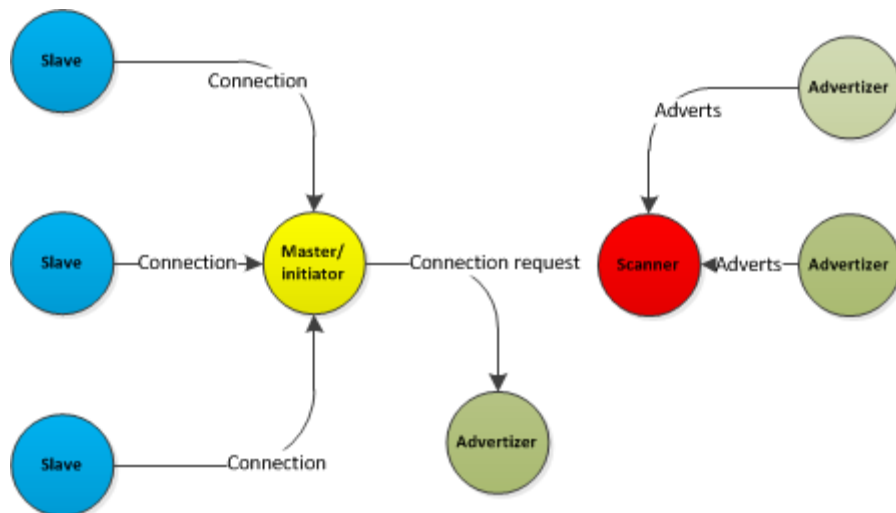 Slave
Connection
Advertizer
Adverts
Slave
Connection
Master/
initiator
Connection request
Scanner
Adverts
Advertizer
Advertizer
Slave
Connection